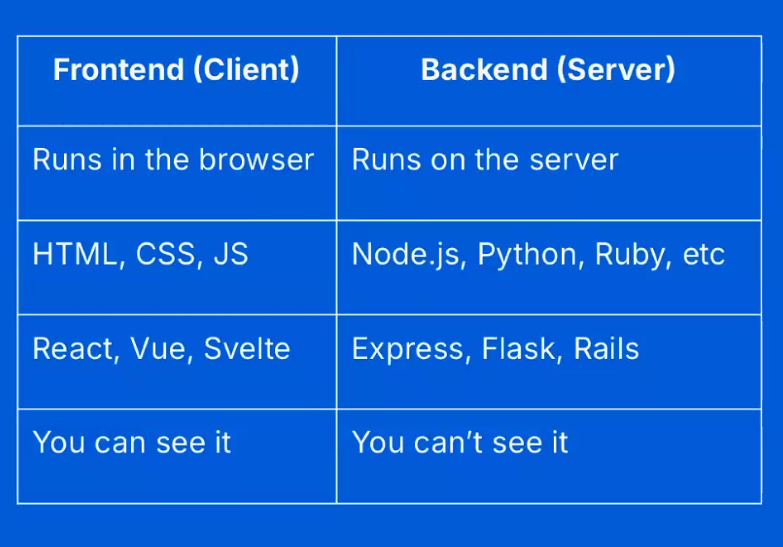 Frontend (Client)
Backend (Server)
Runs in the browser
Runs on the server
HTML, CSS, JS
Node.js, Python, Ruby, etc
React, Vue, Svelte
Express, Flask, Rails
You can see it
You can’t see it